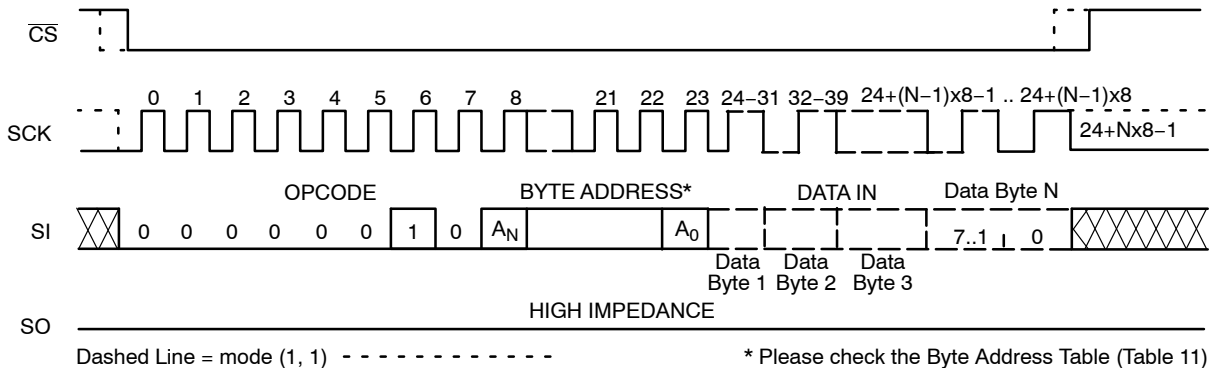 CS
SCK
0 1 2 3 4 5 6 7 8 21 22 23 24−31 32−39 24+(N−1)x8−1 .. 24+(N−1)x8
24+Nx8−1
OPCODE BYTE ADDRESS* DATA IN Data Byte N
SI
0 0 0 0 0 0 1 0 AN A0 7..1 0
Data Byte 1
Data Byte 2
Data Byte 3
HIGH IMPEDANCE
SO
Dashed Line = mode (1, 1)
* Please check the Byte Address Table (Table 11)